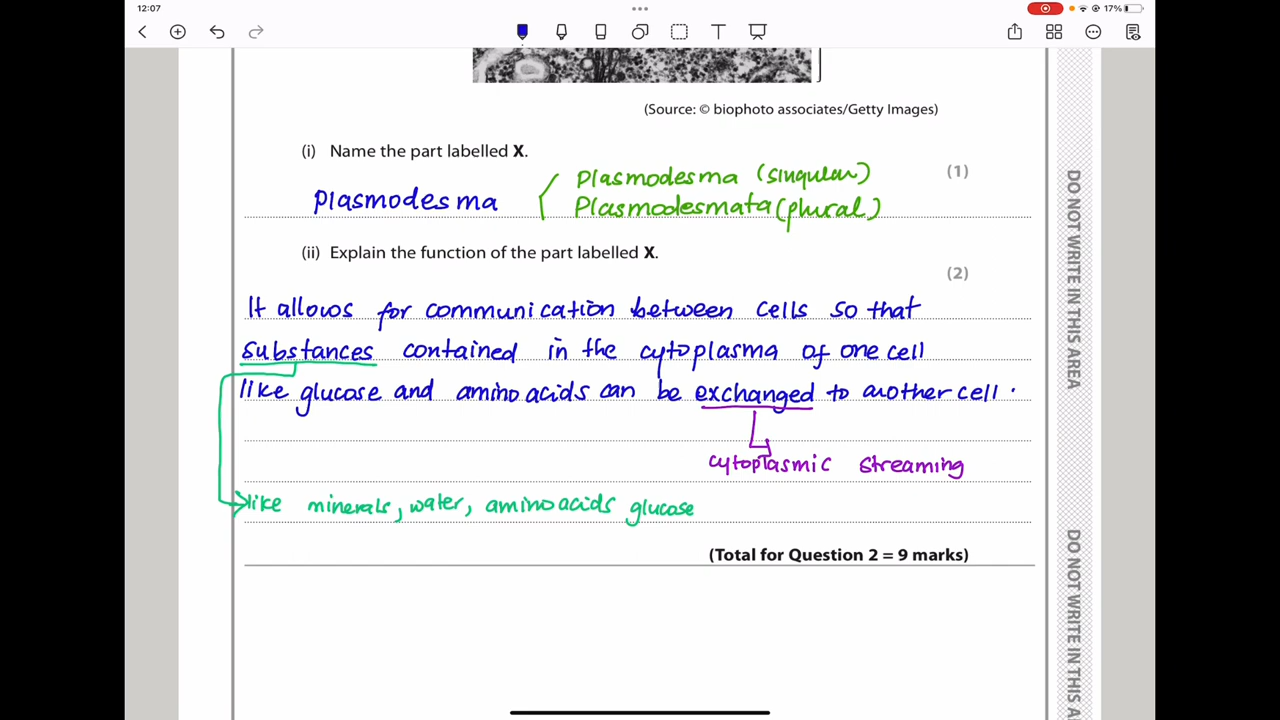 12:07
17%
(Source: © biophoto associates/Getty Images)
(i) Name the part labelled X.
(1)
Plasmodesma
Plasmodesma (singular)
Plasmodesmata (plural)
(ii) Explain the function of the part labelled X.
(2)
It allows for communication between cells so that
substances contained in the cytoplasma of one cell
like glucose and amino acids can be exchanged to another cell.
cytoplasmic streaming
like minerals, water, amino acids glucose
(Total for Question 2 = 9 marks)
DO NOT WRITE IN THIS AREA
DO NOT WRITE IN THIS A